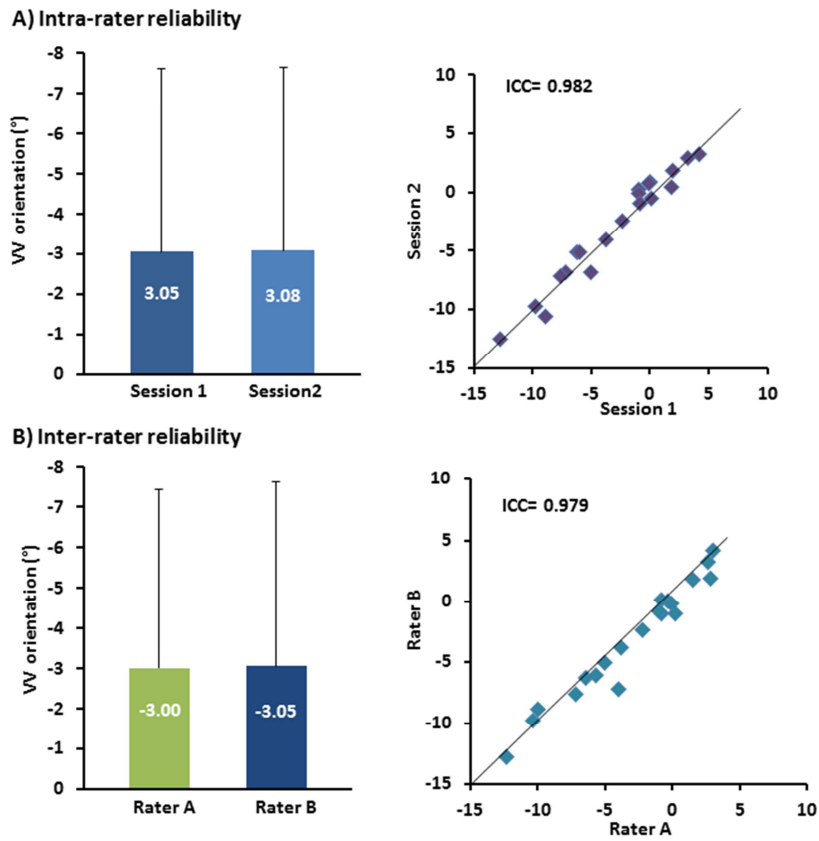 A) Intra-rater reliability
-8
-7
-6
-5
-4
-3
-2
-1
0
VV orientation (°)
3.05
3.08
Session 1
Session2
10
5
0
-5
-10
-15
Session 2
ICC= 0.982
-15 -10 -5 0 5 10
Session 1
B) Inter-rater reliability
-8
-7
-6
-5
-4
-3
-2
-1
0
VV orientation (°)
-3.00
-3.05
Rater A
Rater B
10
5
0
-5
-10
-15
Rater B
ICC= 0.979
-15 -10 -5 0 5 10
Rater A